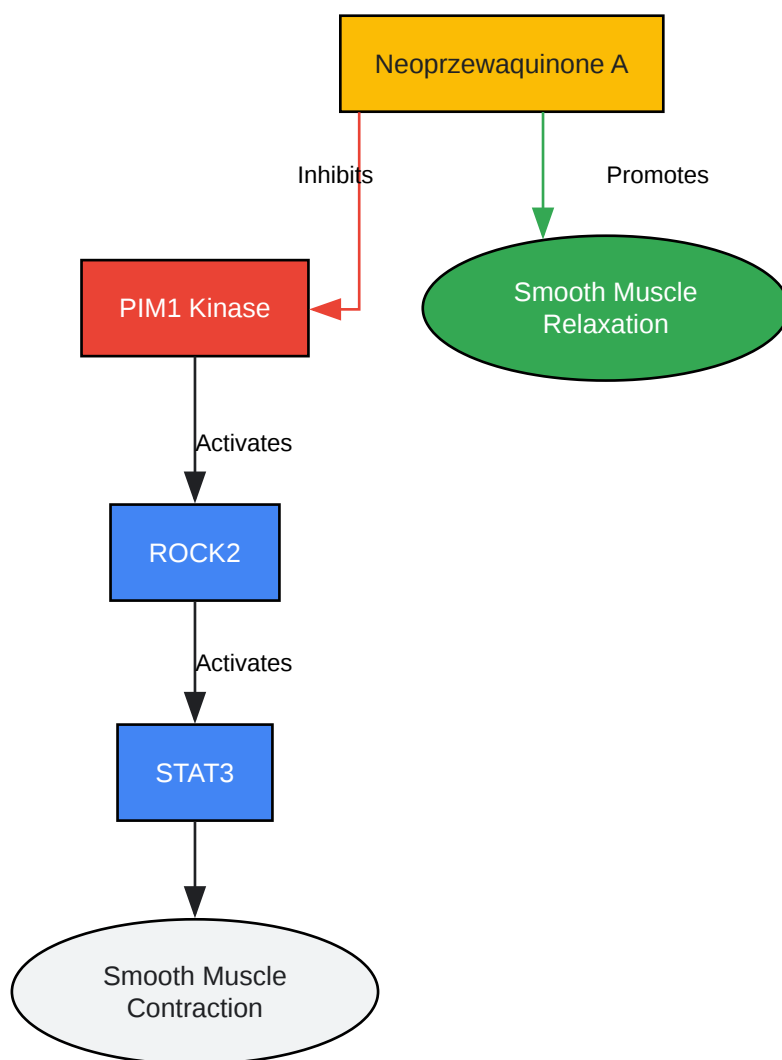 Neoprzewaquinone A
Inhibits
Promotes
PIM1 Kinase
Smooth Muscle
Relaxation
Activates
ROCK2
Activates
STAT3
Smooth Muscle
Contraction